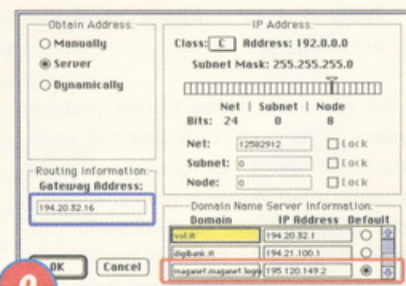 Obtain Address:
Manually
Server
Dynamically
IP Address:
Class: C Address: 192.0.0.0
Subnet Mask: 255.255.255.0
Net | Subnet | Node
Bits: 24 0 8
Net: 12582912 Lock
Subnet: 0 Lock
Node: 0 Lock
Routing Information:
Gateway Address:
194.20.32.16
Domain Name Server Information:
Domain IP Address Default
vol.it 194.20.32.1
digibank.it 194.21.100.1
maganet.maganet.logic 195.120.149.2
OK Cancel